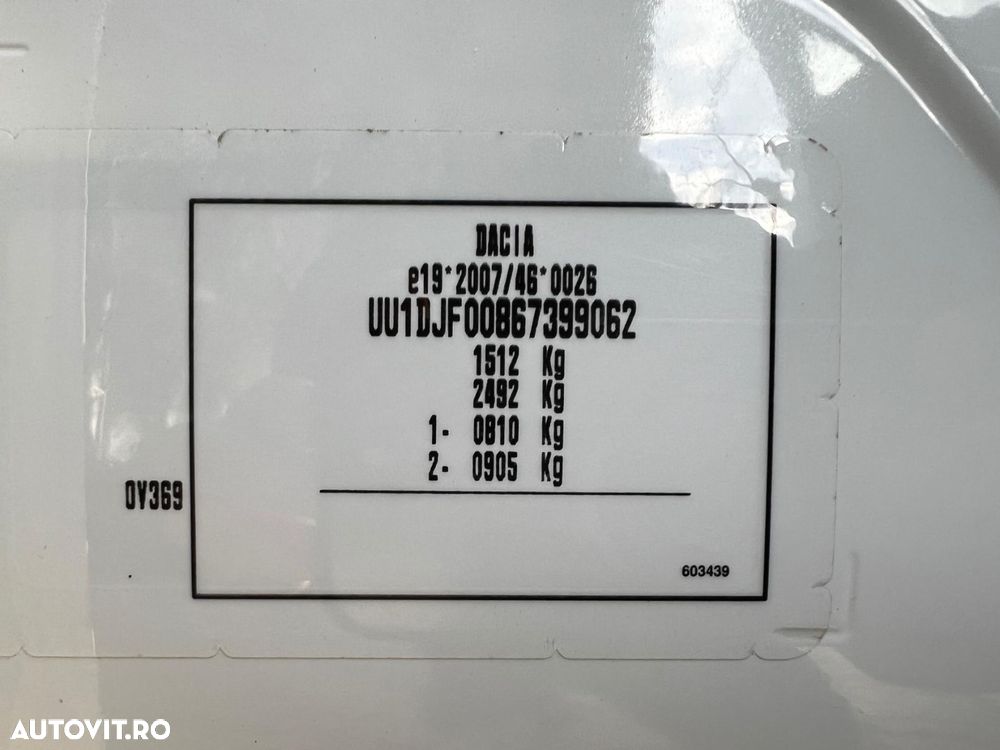 DACIA
e19*2007/46*0026
UU1DJF00867399062
1512 Kg
2492 Kg
1- 0810 Kg
2- 0905 Kg
0V369
603439
AUTOVIT.RO